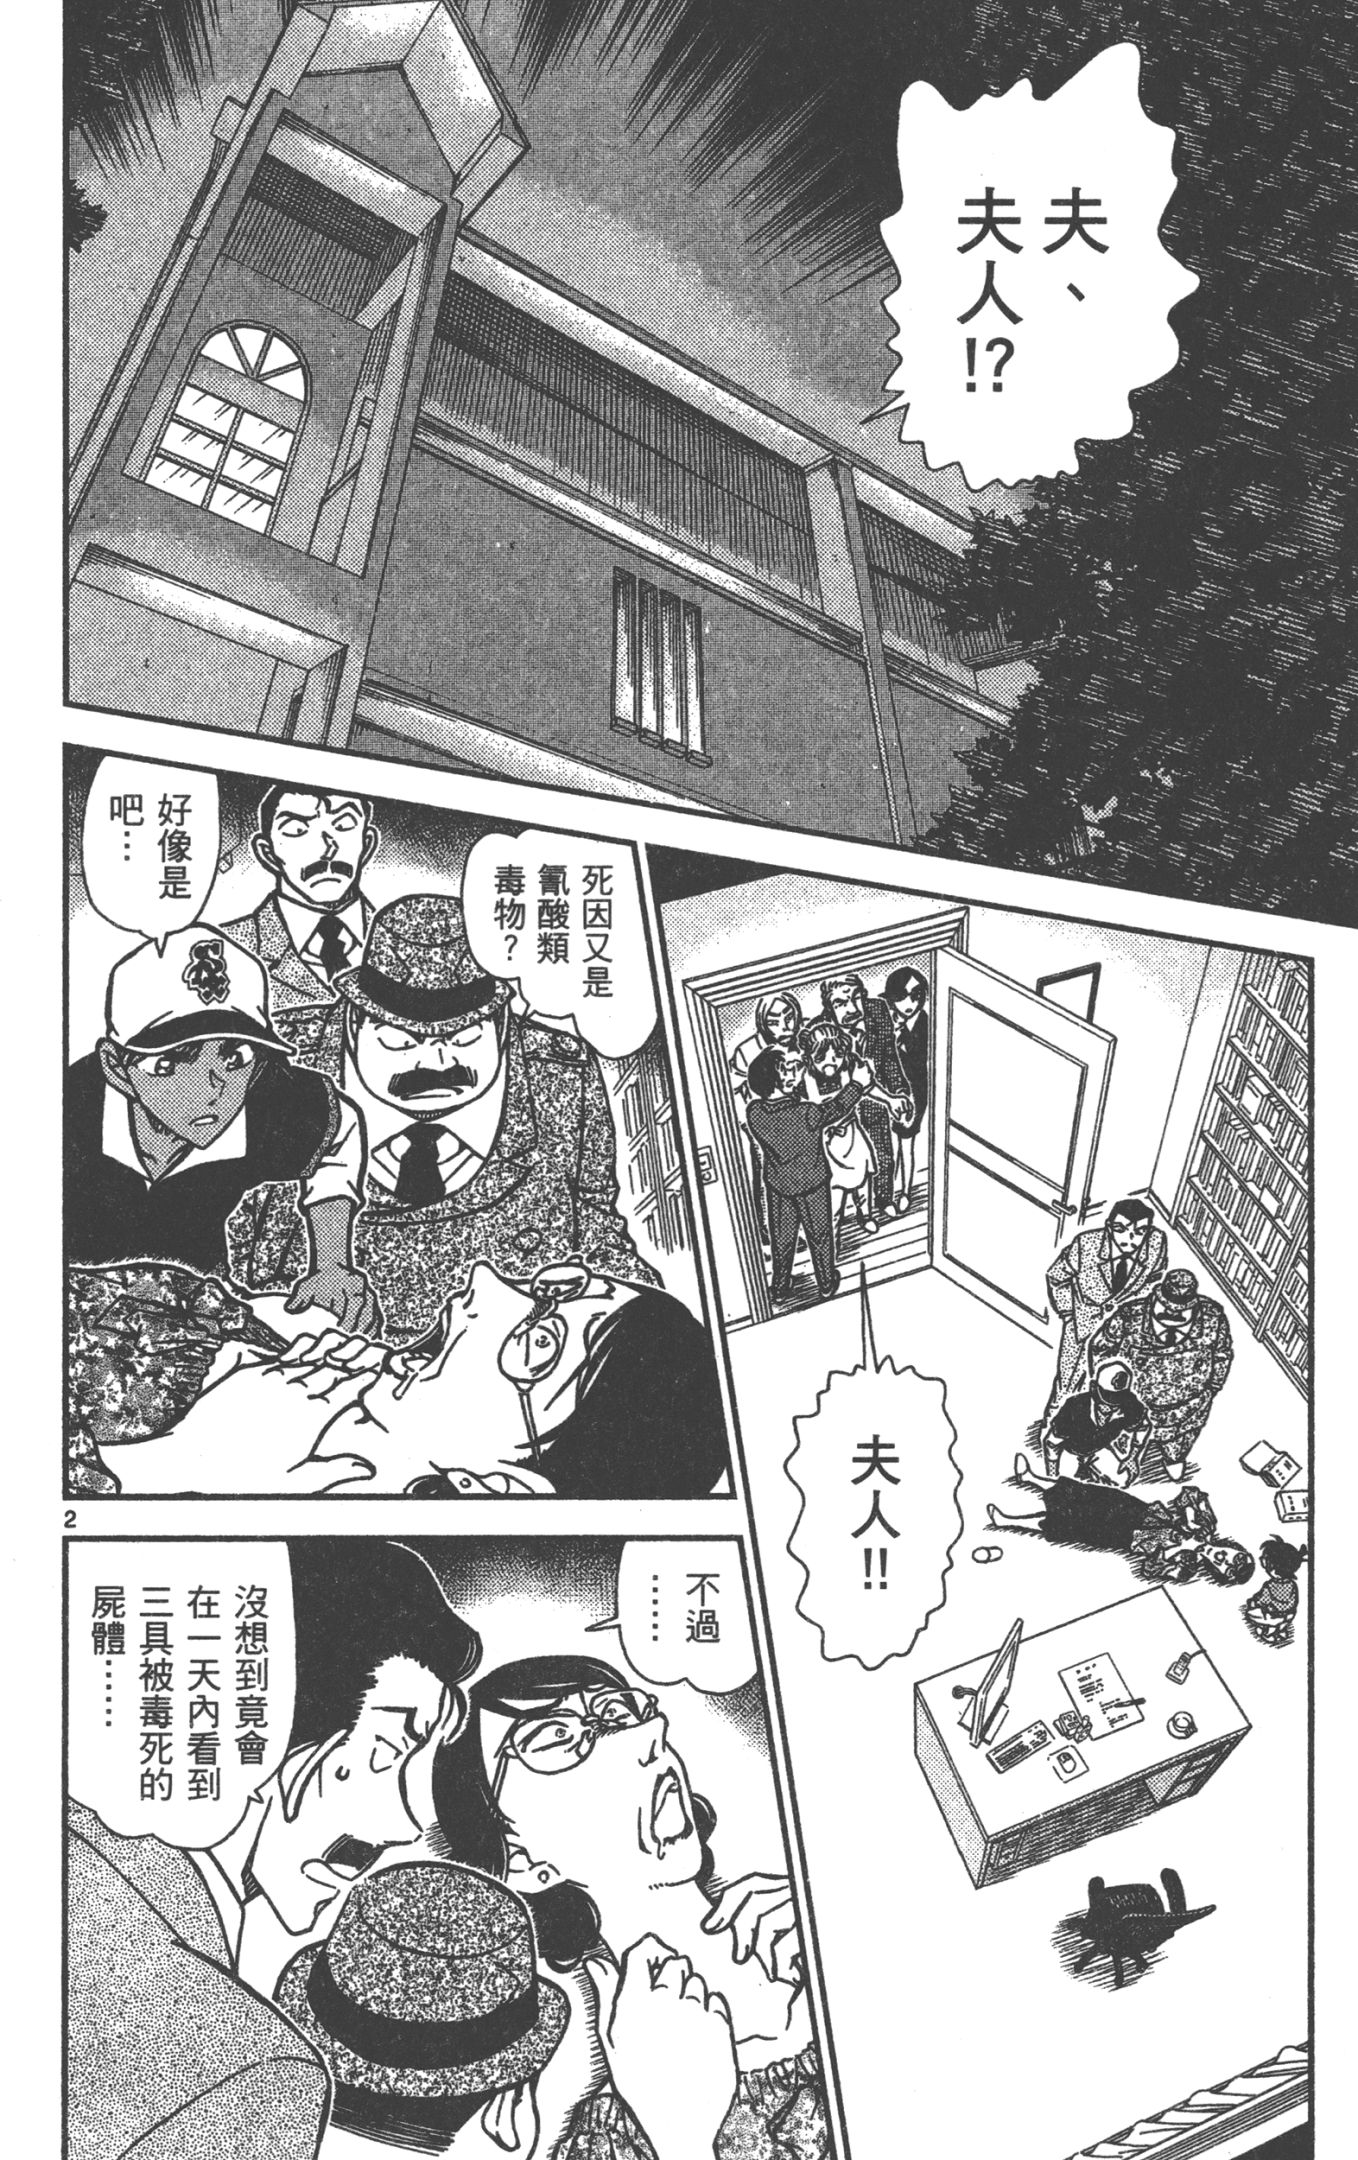 夫、
夫人!?
夫人!!
死因又是
氰酸類
毒物？
好像是
吧…
不過
……
沒想到竟會
在一天內看到
三具被毒死的
屍體……
2